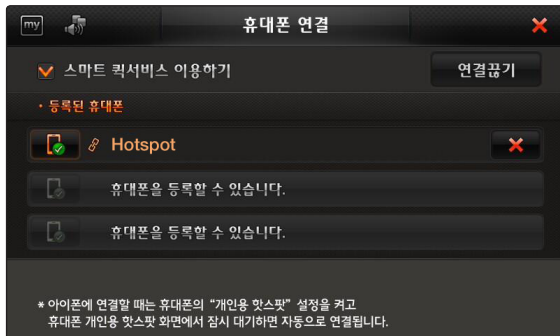 my
휴대폰 연결
스마트 퀵서비스 이용하기
연결끊기
• 등록된 휴대폰
Hotspot
휴대폰을 등록할 수 있습니다.
휴대폰을 등록할 수 있습니다.
* 아이폰에 연결할 때는 휴대폰의 “개인용 핫스팟” 설정을 켜고
휴대폰 개인용 핫스팟 화면에서 잠시 대기하면 자동으로 연결됩니다.